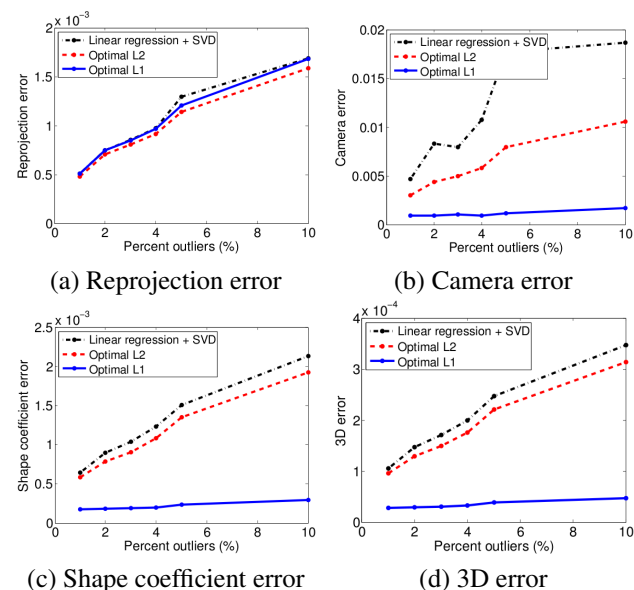 x 10⁻³
2
1.5
1
0.5
0
Reprojection error
Linear regression + SVD
Optimal L2
Optimal L1
0 2 4 6 8 10
Percent outliers (%)
(a) Reprojection error
0.02
0.015
0.01
0.005
0
Camera error
Linear regression + SVD
Optimal L2
Optimal L1
0 2 4 6 8 10
Percent outliers (%)
(b) Camera error
x 10⁻³
2.5
2
1.5
1
0.5
0
Shape coefficient error
Linear regression + SVD
Optimal L2
Optimal L1
0 2 4 6 8 10
Percent outliers (%)
(c) Shape coefficient error
x 10⁻⁴
4
3
2
1
0
3D error
Linear regression + SVD
Optimal L2
Optimal L1
0 2 4 6 8 10
Percent outliers (%)
(d) 3D error